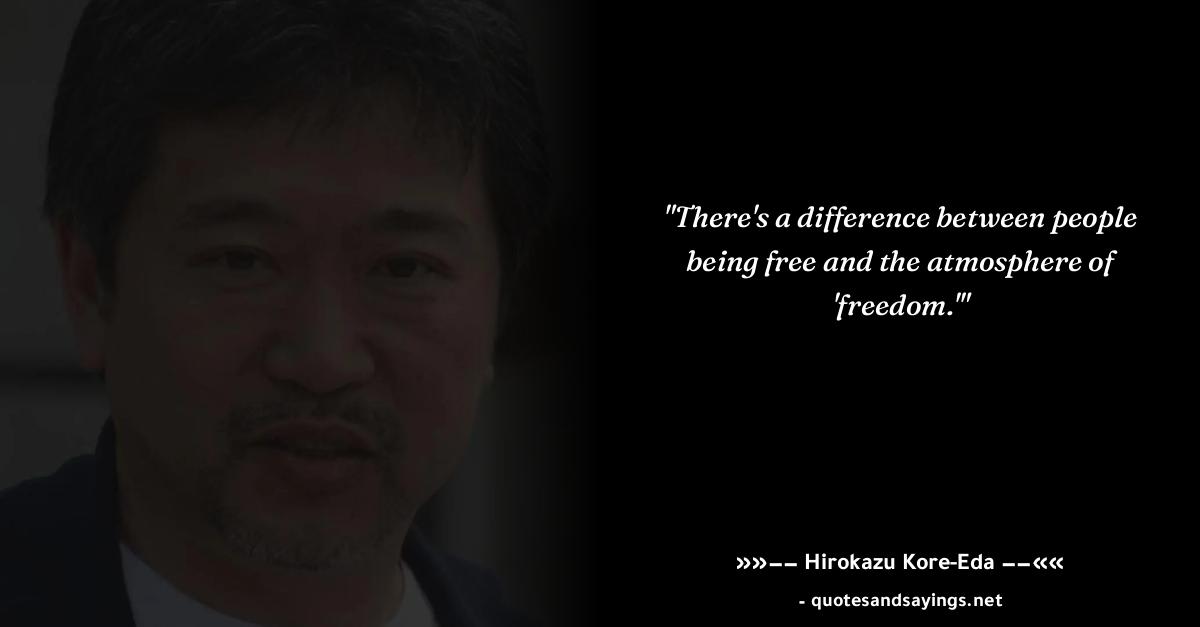 "There's a difference between people
being free and the atmosphere of
'freedom.'"
»»−− Hirokazu Kore-Eda −−««
- quotesandsayings.net